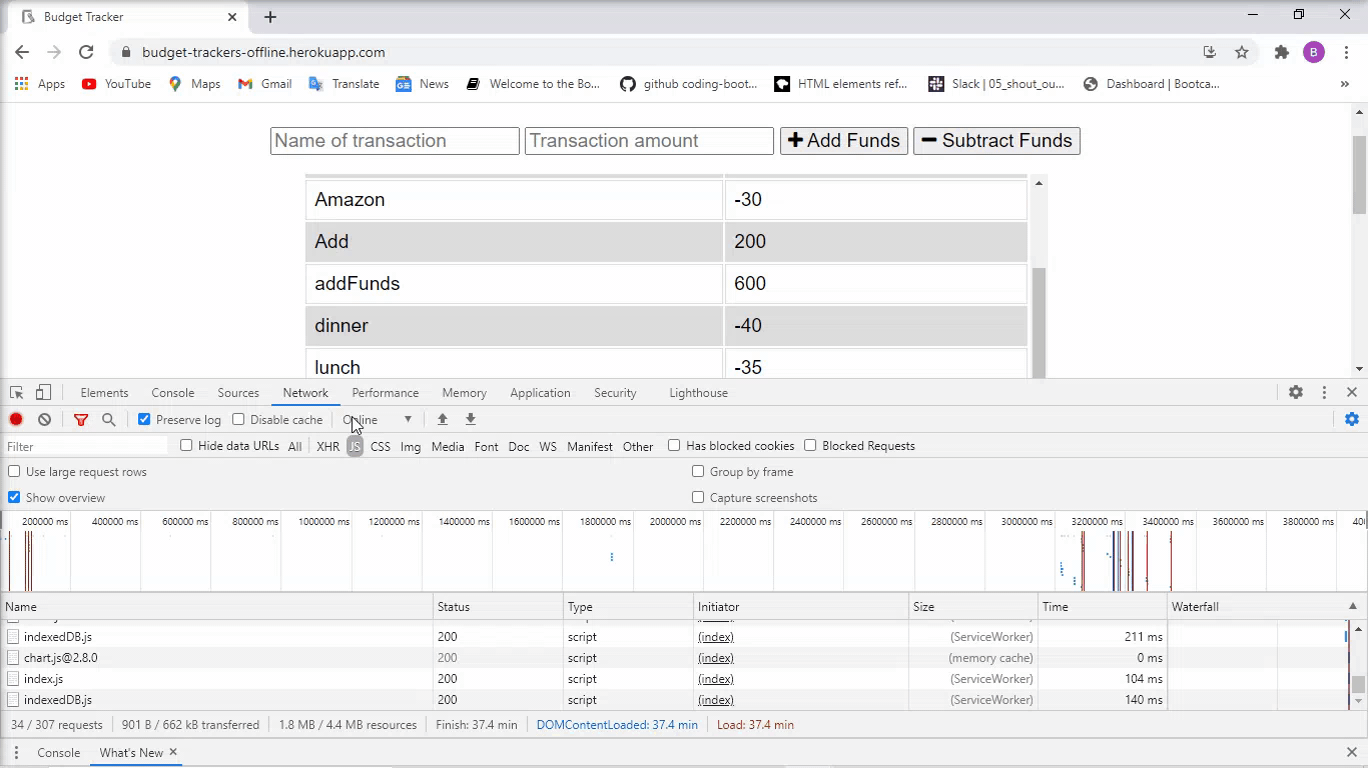 Budget Tracker
budget-trackers-offline.herokuapp.com
B
Apps YouTube Maps Gmail Translate News Welcome to the Bo... github coding-boot... HTML elements ref... Slack | 05_shout_ou... Dashboard | Bootca... »
Name of transaction Transaction amount + Add Funds − Subtract Funds
Amazon -30
Add 200
addFunds 600
dinner -40
lunch -35
Elements Console Sources Network Performance Memory Application Security Lighthouse
Preserve log Disable cache Online
Filter Hide data URLs All XHR JS CSS Img Media Font Doc WS Manifest Other Has blocked cookies Blocked Requests
Use large request rows Group by frame
Show overview Capture screenshots
200000 ms 400000 ms 600000 ms 800000 ms 1000000 ms 1200000 ms 1400000 ms 1600000 ms 1800000 ms 2000000 ms 2200000 ms 2400000 ms 2600000 ms 2800000 ms 3000000 ms 3200000 ms 3400000 ms 3600000 ms 3800000 ms
Name Status Type Initiator Size Time Waterfall
indexedDB.js 200 script (index) (ServiceWorker) 211 ms
chart.js@2.8.0 200 script (index) (memory cache) 0 ms
index.js 200 script (index) (ServiceWorker) 104 ms
indexedDB.js 200 script (index) (ServiceWorker) 140 ms
34 / 307 requests 901 B / 662 kB transferred 1.8 MB / 4.4 MB resources Finish: 37.4 min DOMContentLoaded: 37.4 min Load: 37.4 min
Console What's New